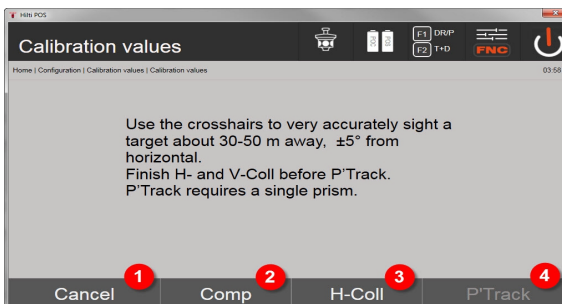 Hilti POS
Calibration values
POC
POS
F1 DR/P
F2 T+D
FNC
Home | Configuration | Calibration values | Calibration values
03:58
Use the crosshairs to very accurately sight a
target about 30-50 m away, ±5° from
horizontal.
Finish H- and V-Coll before P'Track.
P'Track requires a single prism.
1
2
3
4
Cancel
Comp
H-Coll
P'Track